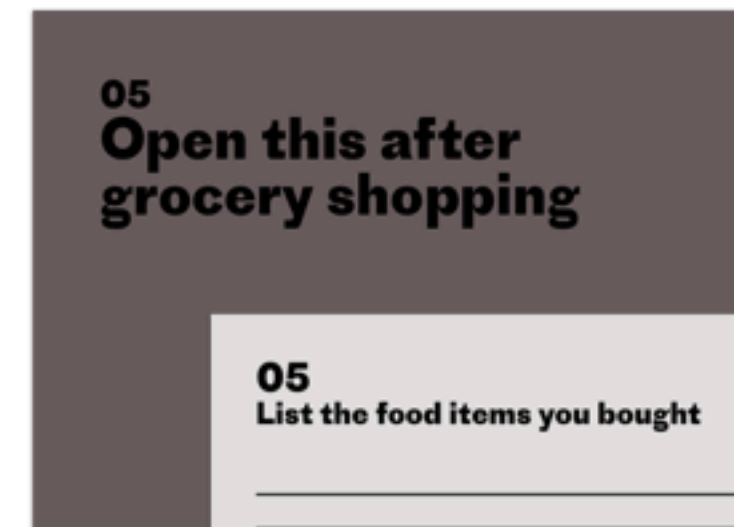 05
Open this after
grocery shopping
05
List the food items you bought